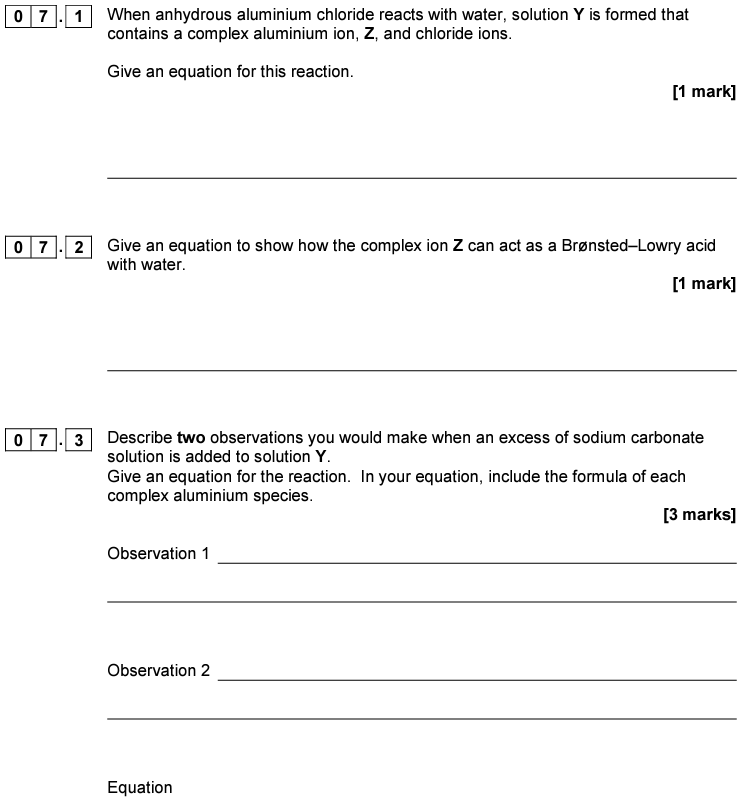 0 7 . 1 When anhydrous aluminium chloride reacts with water, solution Y is formed that
contains a complex aluminium ion, Z, and chloride ions.
Give an equation for this reaction.
[1 mark]
0 7 . 2 Give an equation to show how the complex ion Z can act as a Brønsted–Lowry acid
with water.
[1 mark]
0 7 . 3 Describe two observations you would make when an excess of sodium carbonate
solution is added to solution Y.
Give an equation for the reaction. In your equation, include the formula of each
complex aluminium species.
[3 marks]
Observation 1
Observation 2
Equation